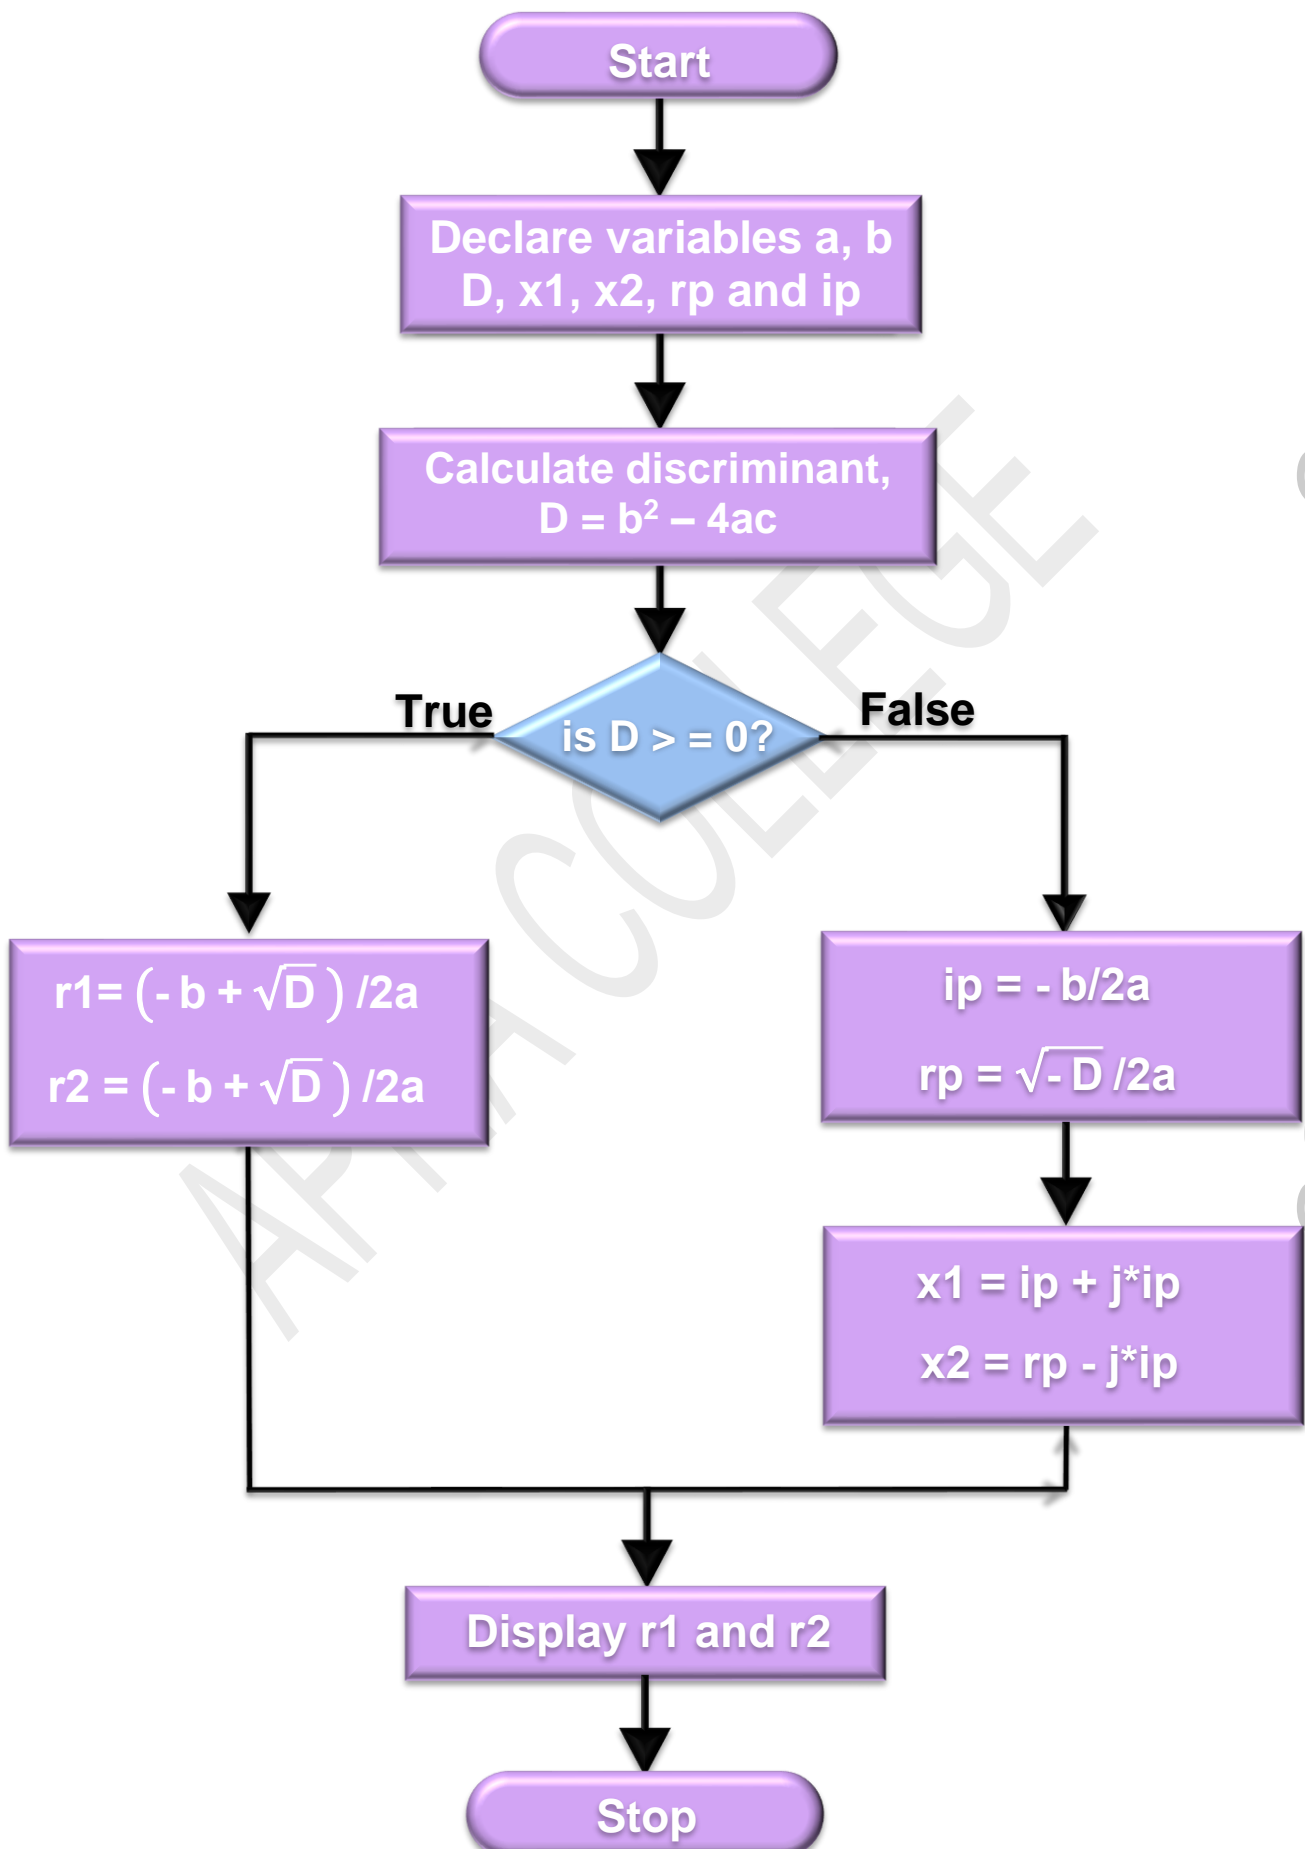 Start
Declare variables a, b
D, x1, x2, rp and ip
Calculate discriminant,
D = b² – 4ac
is D > = 0?
True
False
r1= (- b + √D ) /2a
r2 = (- b + √D ) /2a
ip = - b/2a
rp = √- D /2a
x1 = ip + j*ip
x2 = rp - j*ip
Display r1 and r2
Stop